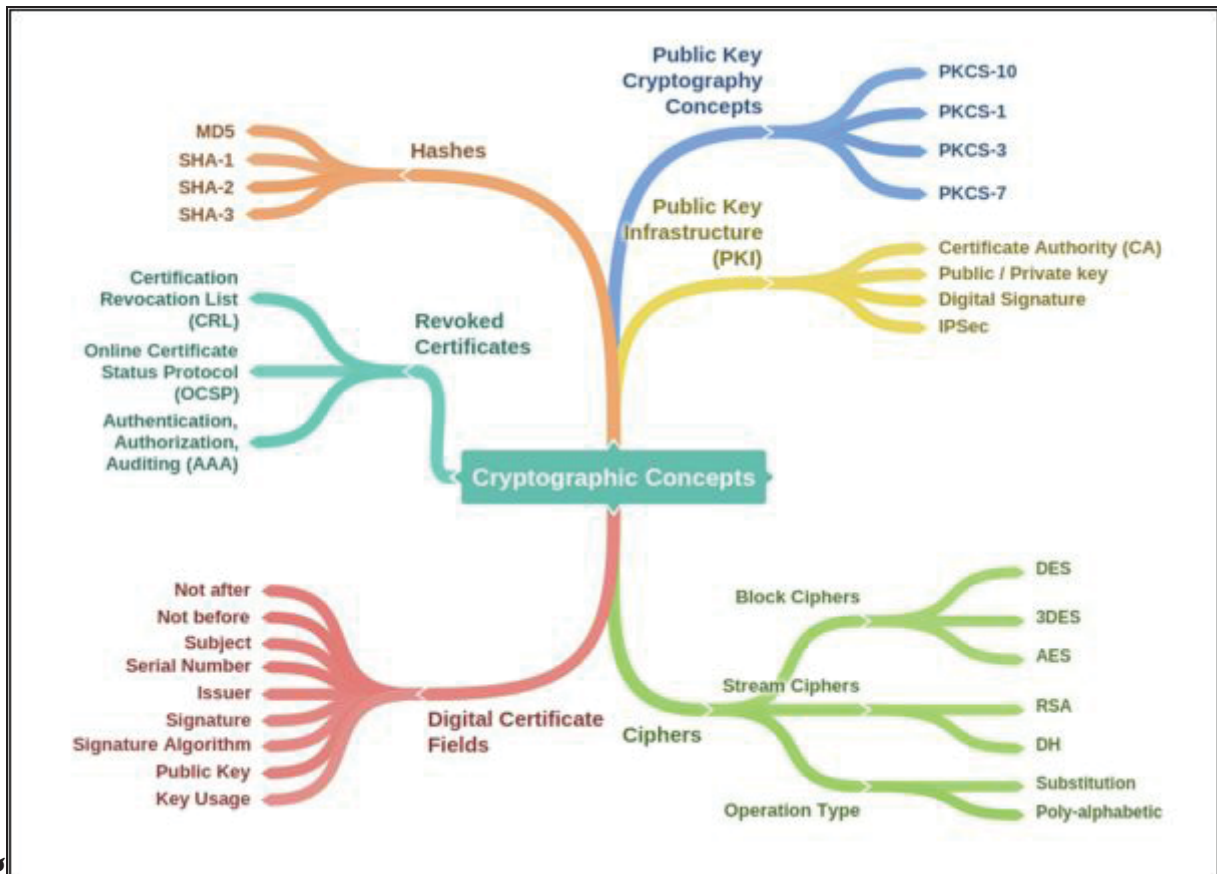 Public Key
Cryptography
Concepts
PKCS-10
PKCS-1
PKCS-3
PKCS-7
Hashes
MD5
SHA-1
SHA-2
SHA-3
Public Key
Infrastructure
(PKI)
Certificate Authority (CA)
Public / Private key
Digital Signature
IPSec
Revoked
Certificates
Certification
Revocation List
(CRL)
Online Certificate
Status Protocol
(OCSP)
Authentication,
Authorization,
Auditing (AAA)
Cryptographic Concepts
Digital Certificate
Fields
Not after
Not before
Subject
Serial Number
Issuer
Signature
Signature Algorithm
Public Key
Key Usage
Ciphers
Block Ciphers
DES
3DES
AES
Stream Ciphers
RSA
DH
Operation Type
Substitution
Poly-alphabetic